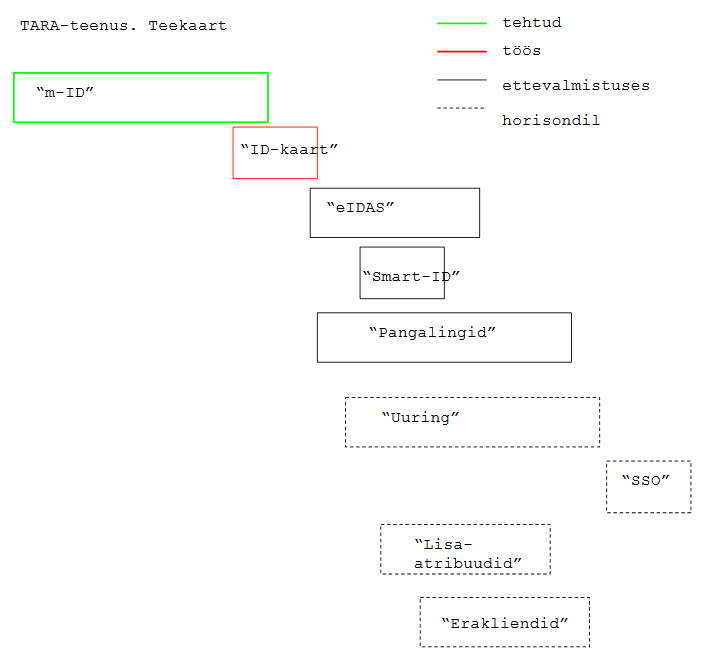 TARA-teenus. Teekaart
tehtud
töös
ettevalmistuses
horisondil
“m-ID”
“ID-kaart”
“eIDAS”
“Smart-ID”
“Pangalingid”
“Uuring”
“SSO”
“Lisa-
atribuudid”
“Erakliendid”